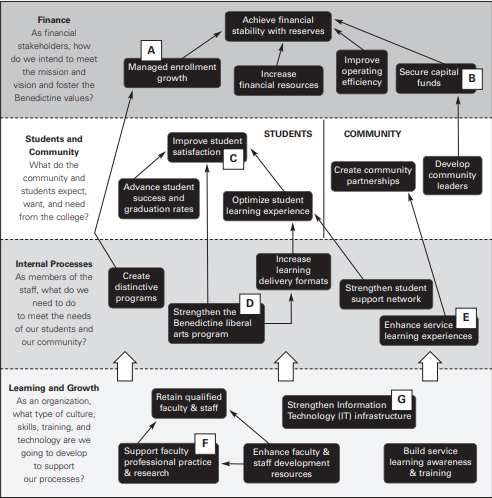 Finance
As financial
stakeholders, how
do we intend to meet
the mission and
vision and foster the
Benedictine values?
Achieve financial
stability with reserves
A
Managed enrollment
growth
Increase
financial resources
Improve
operating
efficiency
Secure capital
funds
B
Students and
Community
What do the
community and
students expect,
want, and need
from the college?
STUDENTS
COMMUNITY
Improve student
satisfaction
C
Advance student
success and
graduation rates
Optimize student
learning experience
Create community
partnerships
Develop
community
leaders
Internal Processes
As members of the
staff, what do we
need to do
to meet the needs
of our students and
our community?
Create
distinctive
programs
D
Strengthen the
Benedictine liberal
arts program
Increase
learning
delivery formats
Strengthen student
support network
E
Enhance service
learning experiences
Learning and Growth
As an organization,
what type of culture,
skills, training, and
technology are we
going to develop
to support
our processes?
Retain qualified
faculty & staff
G
Strengthen Information
Technology (IT) infrastructure
F
Support faculty
professional practice
& research
Enhance faculty &
staff development
resources
Build service
learning awareness
& training